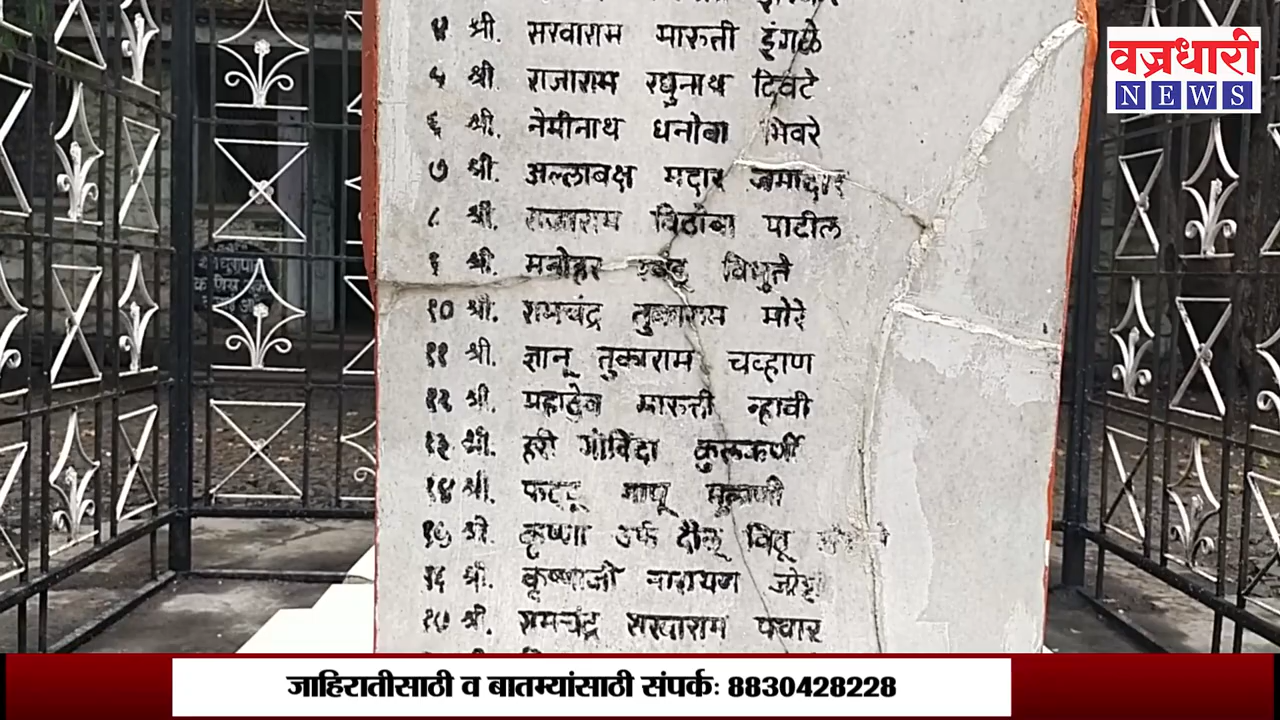 ४ श्री. सखाराम मारुती इंगळे
५ श्री राजाराम रघुनाथ टिवटे
६ श्री. नेमीनाथ धनोबा भिवरे
७ श्री. अल्लाबक्ष मदार जमादार
८ श्री. राजाराम विठोबा पाटील
९ श्री. मनोहर विभुते
१० श्री. रामचंद्र तुकाराम मोरे
११ श्री. ज्ञानू तुकाराम चव्हाण
१२ श्री. महादेव मारुती न्हावी
१३ श्री. हरी गोविंदा कुलकर्णी
१४ श्री. बापू मुलाणी
१५ श्री. कृष्णा उर्फ विठू
१६ श्री. कृष्णाजी नारायण जोशी
१७ श्री. रामचंद्र सखाराम पवार
वज्रधारी
NEWS
जाहिरातीसाठी व बातम्यांसाठी संपर्कः 8830428228